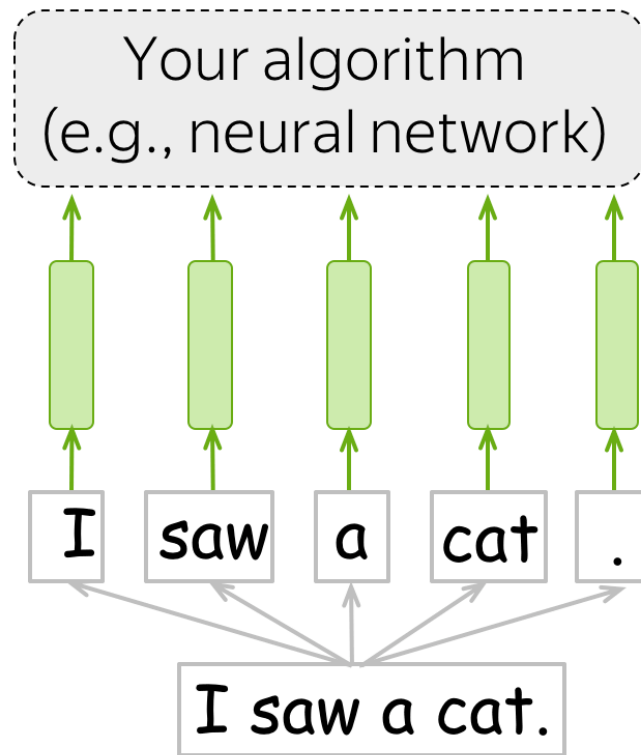 Your algorithm
(e.g., neural network)
I saw a cat .
I saw a cat.